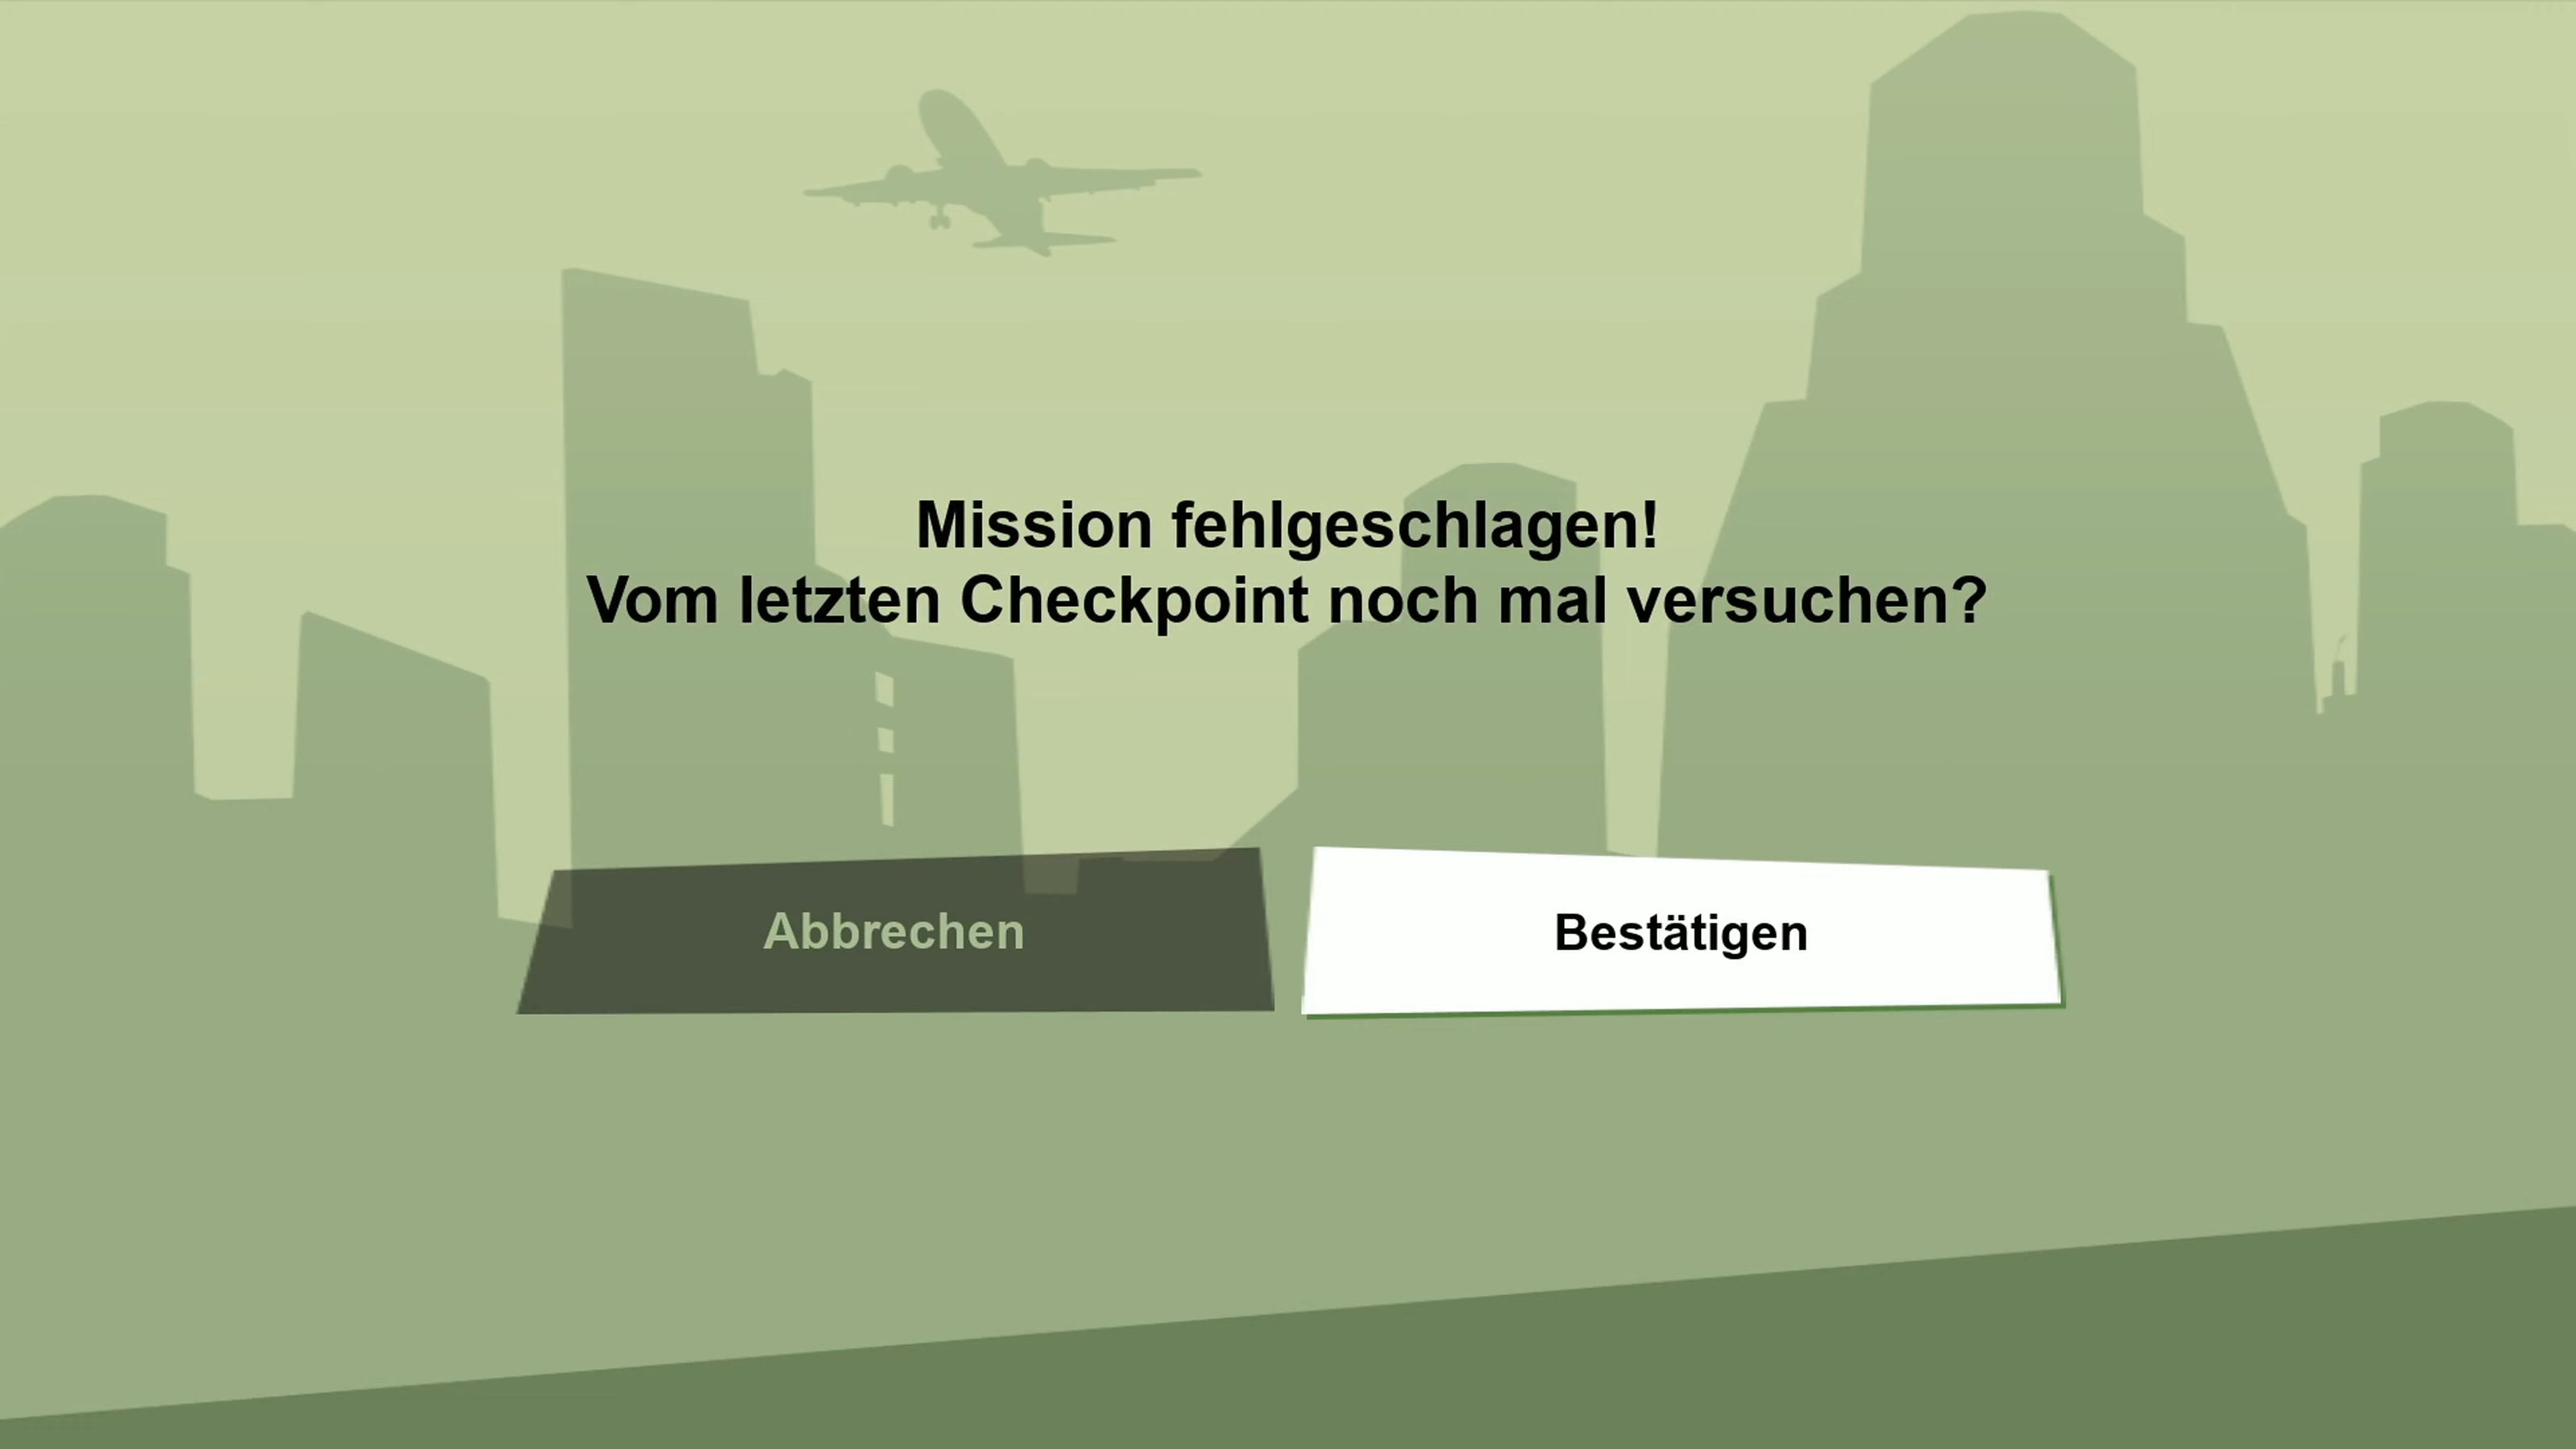 Mission fehlgeschlagen!
Vom letzten Checkpoint noch mal versuchen?
Abbrechen
Bestätigen